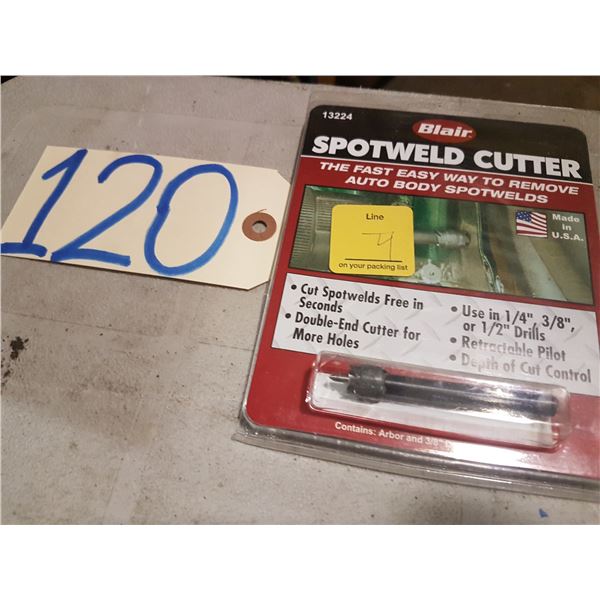 120
13224
Blair
SPOTWELD CUTTER
THE FAST EASY WAY TO REMOVE
AUTO BODY SPOTWELDS
Line
on your packing list
Made
in
U.S.A.
• Cut Spotwelds Free in
Seconds
• Double-End Cutter for
More Holes
• Use in 1/4", 3/8",
or 1/2" Drills
• Retractable Pilot
• Depth of Cut Control
Contains: Arbor and 3/8"